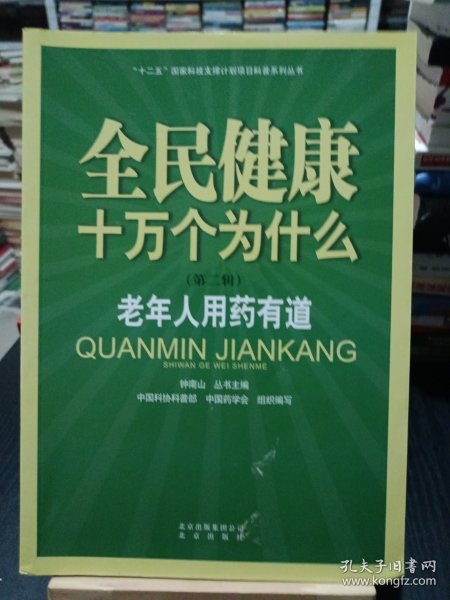 “十二五”国家科技支撑计划项目科普系列丛书
全民健康
十万个为什么
（第二辑）
老年人用药有道
QUANMIN JIANKANG
SHIWAN GE WEI SHENME
钟南山 丛书主编
中国科协科普部 中国药学会 组织编写
北京出版集团公司
北京出版社
孔夫子旧书网
www.kongfz.com